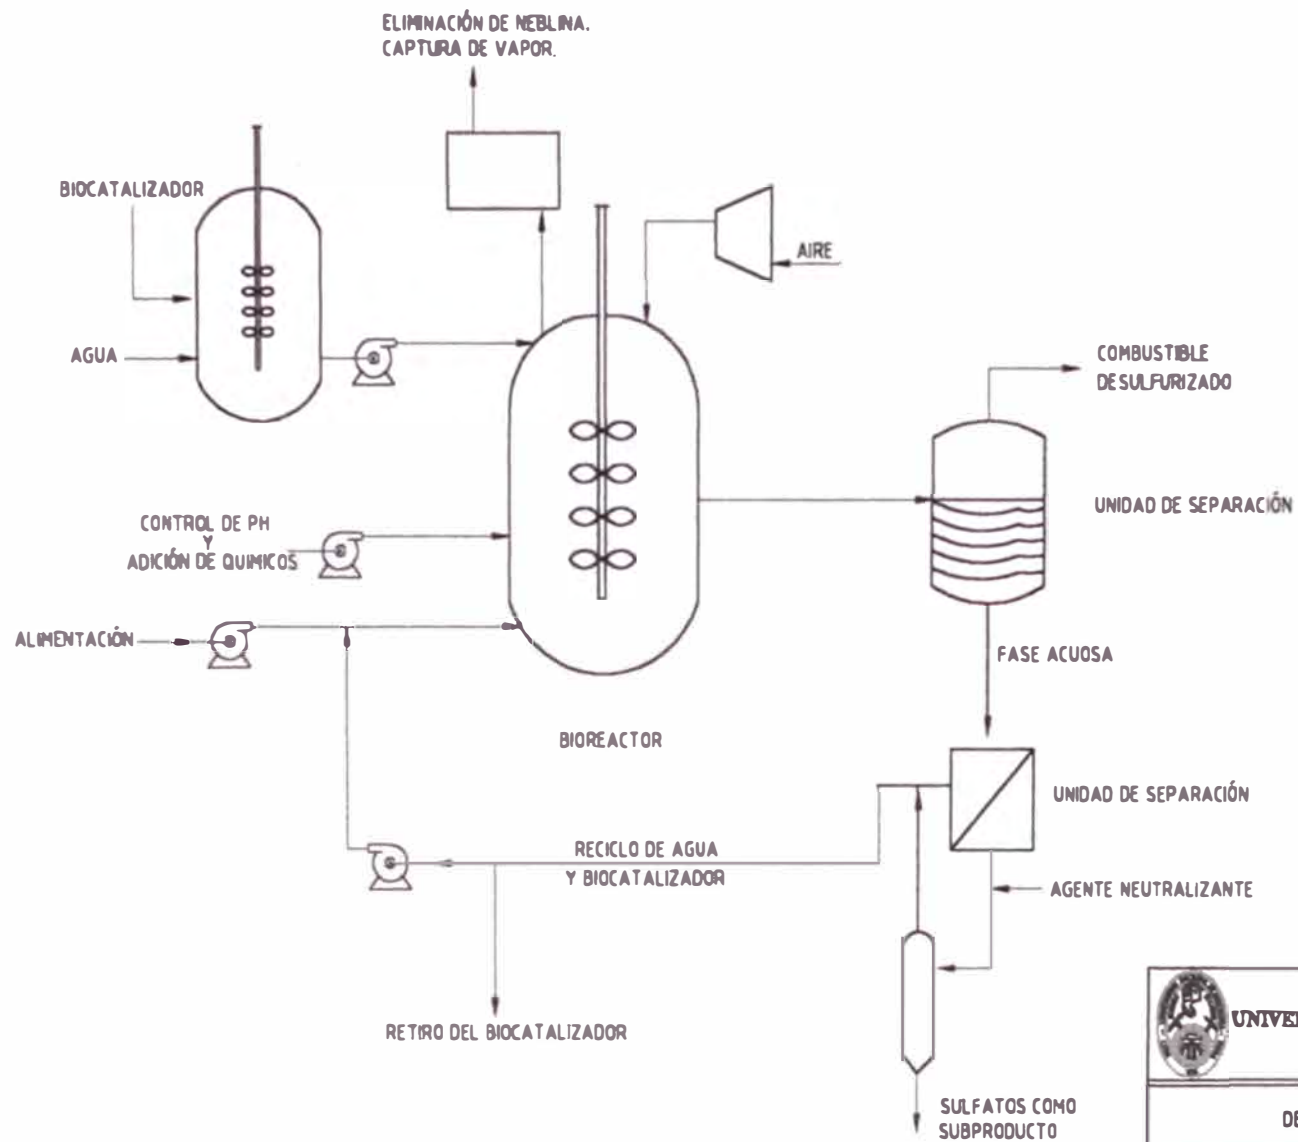 ELIMINACIÓN DE NEBLINA.
CAPTURA DE VAPOR.
BIOCATALIZADOR
AIRE
AGUA
COMBUSTIBLE
DESULFURIZADO
UNIDAD DE SEPARACIÓN
CONTROL DE PH
Y
ADICIÓN DE QUIMICOS
ALIMENTACIÓN
FASE ACUOSA
BIOREACTOR
UNIDAD DE SEPARACIÓN
RECICLO DE AGUA
Y BIOCATALIZADOR
AGENTE NEUTRALIZANTE
RETIRO DEL BIOCATALIZADOR
SULFATOS COMO
SUBPRODUCTO